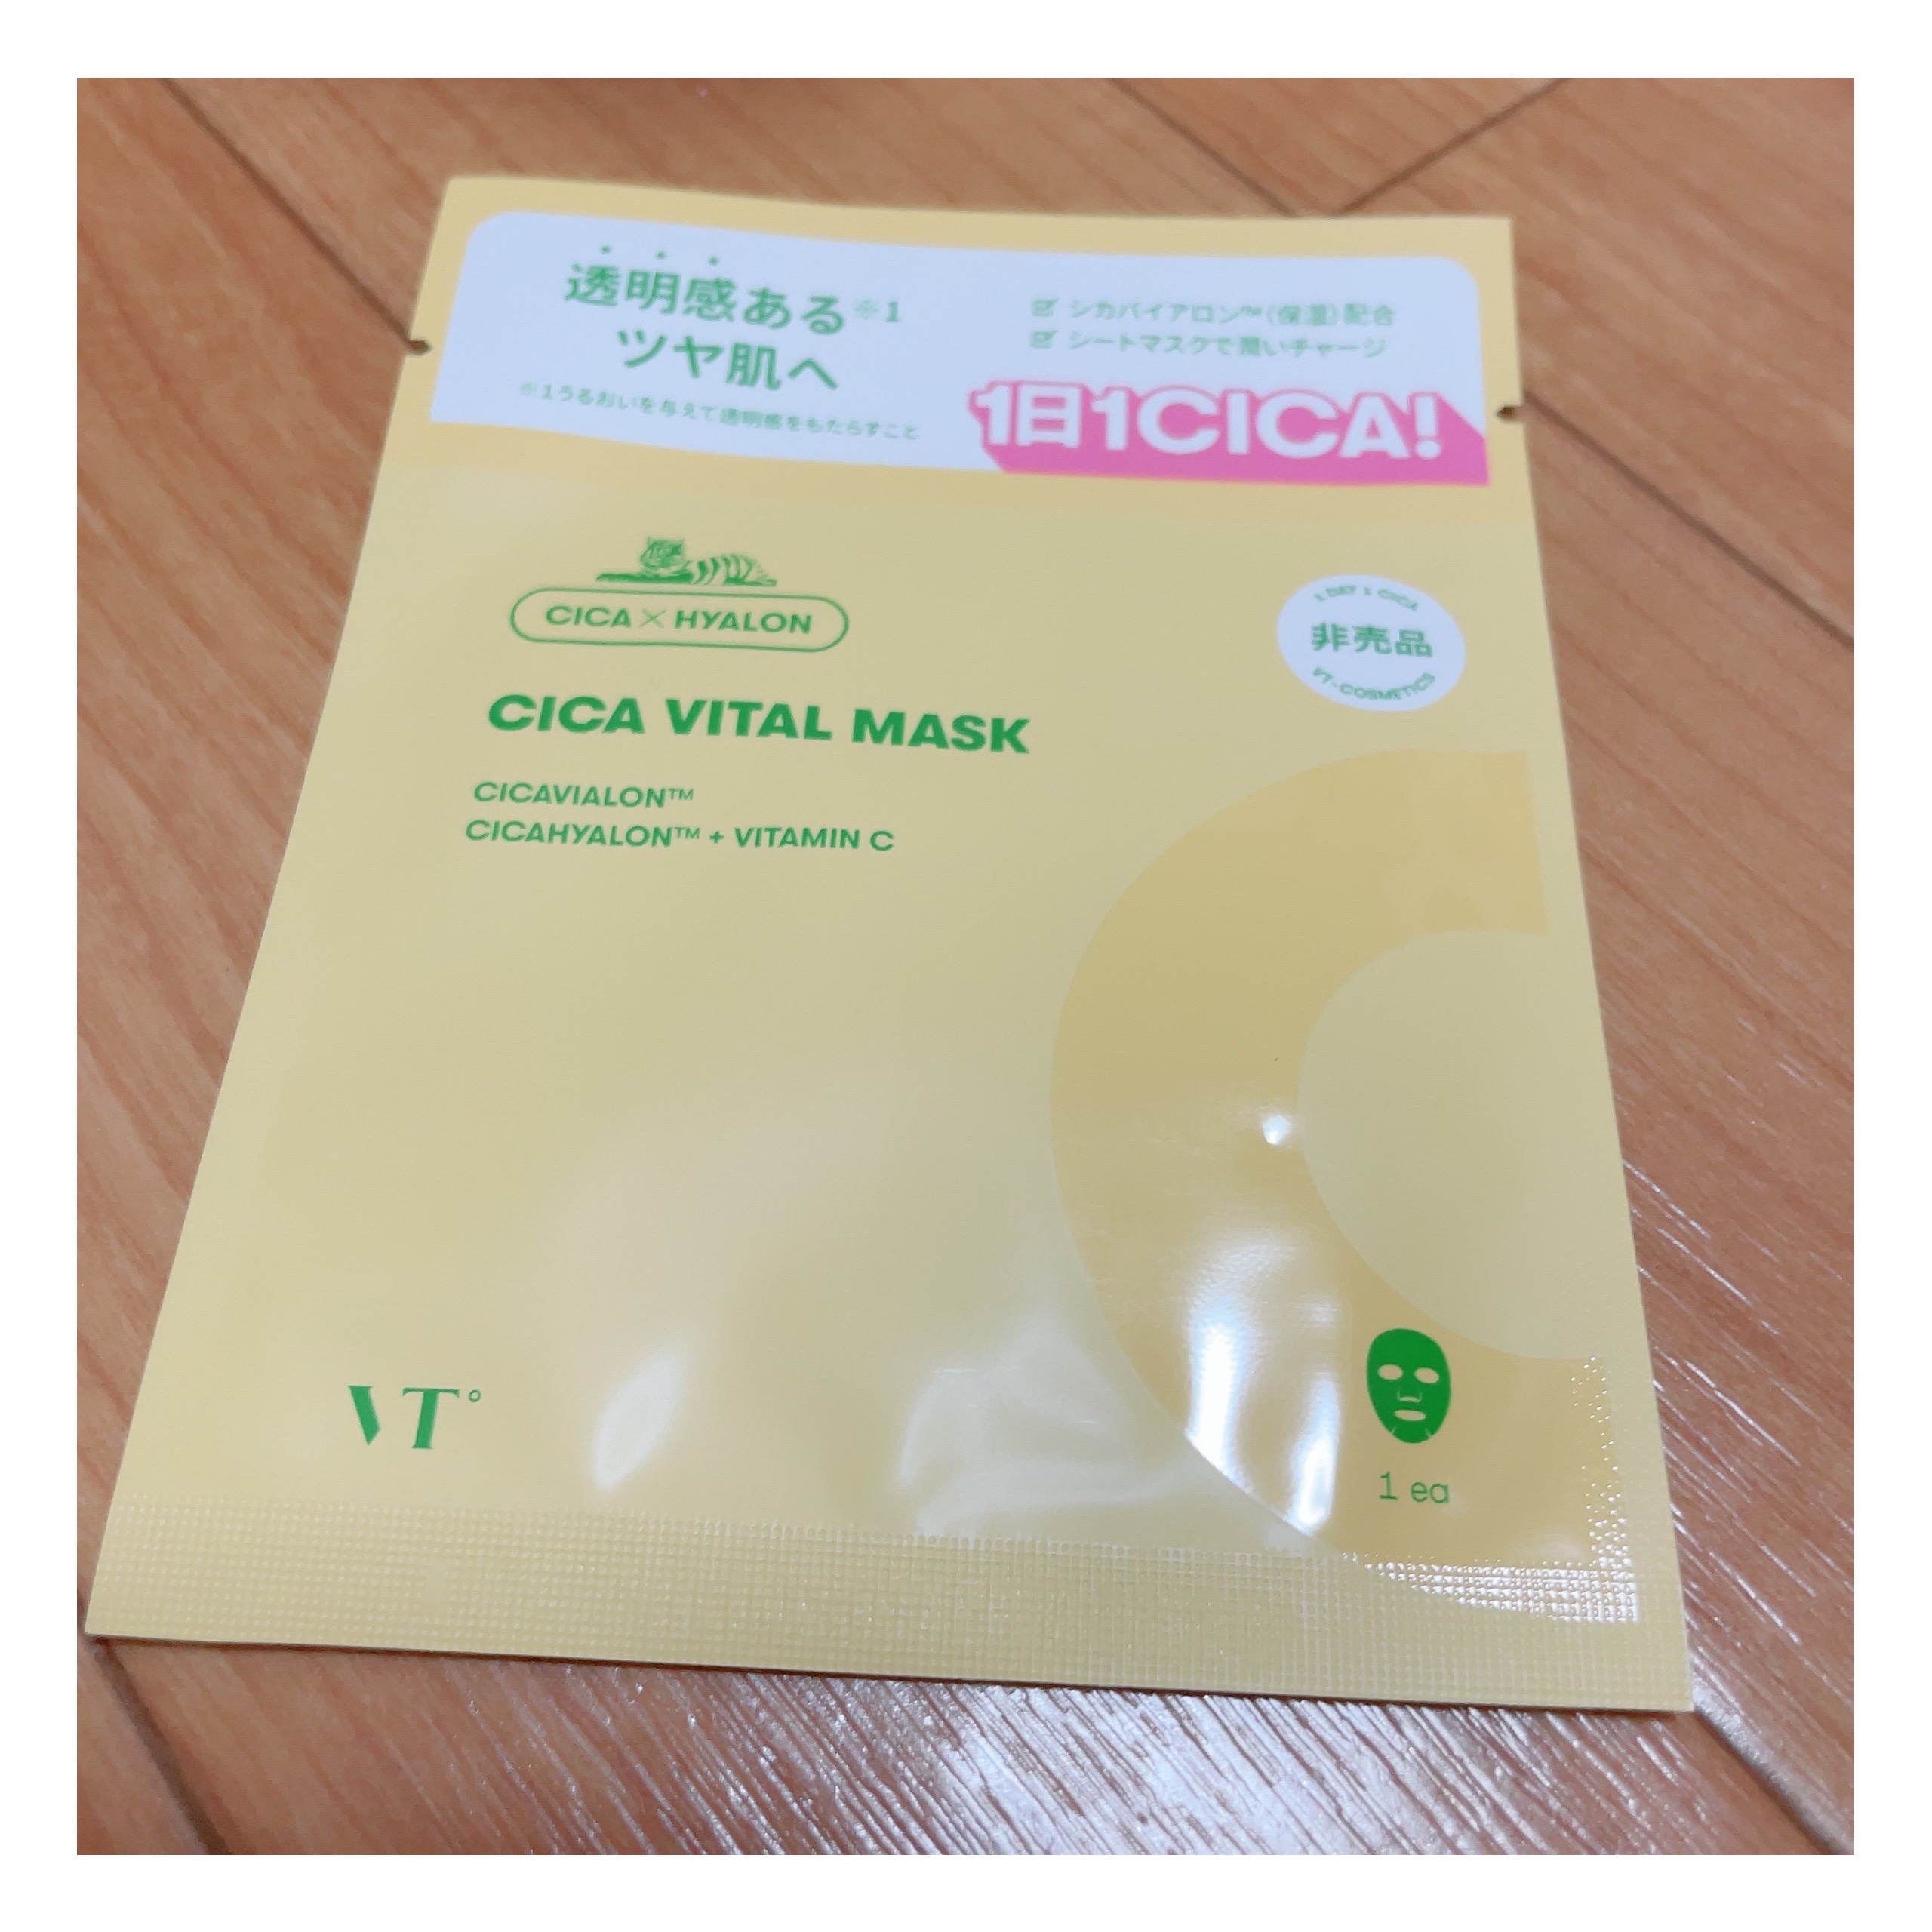 透明感ある※1
ツヤ肌へ
※1うるおいを与えて透明感をもたらすこと
シカバイアロン™(保湿)配合
シートマスクで潤いチャージ
1日1CICA!
CICA×HYALON
1 DAY 1 CICA
非売品
VT-COSMETICS
CICA VITAL MASK
CICAVIALON™
CICAHYALON™ + VITAMIN C
VT°
1 ea